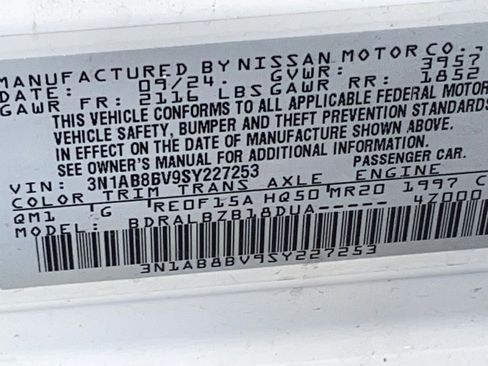 MANUFACTURED BY NISSAN MOTOR CO.,
DATE: 09/24 GVWR: 3957
GAWR FR: 2116 LBS GAWR RR: 1852
THIS VEHICLE CONFORMS TO ALL APPLICABLE FEDERAL MOTOR
VEHICLE SAFETY, BUMPER AND THEFT PREVENTION STANDARDS
IN EFFECT ON THE DATE OF MANUFACTURE SHOWN ABOVE.
SEE OWNER'S MANUAL FOR ADDITIONAL INFORMATION.
VIN: 3N1AB8BV9SY227253 PASSENGER CAR.
COLOR TRIM TRANS AXLE ENGINE
QM1 G RE0F15A HQ50 MR20 1997 C
MODEL: BDRALBZB18DUA----- 4Z000
3N1AB8BV9SY227253